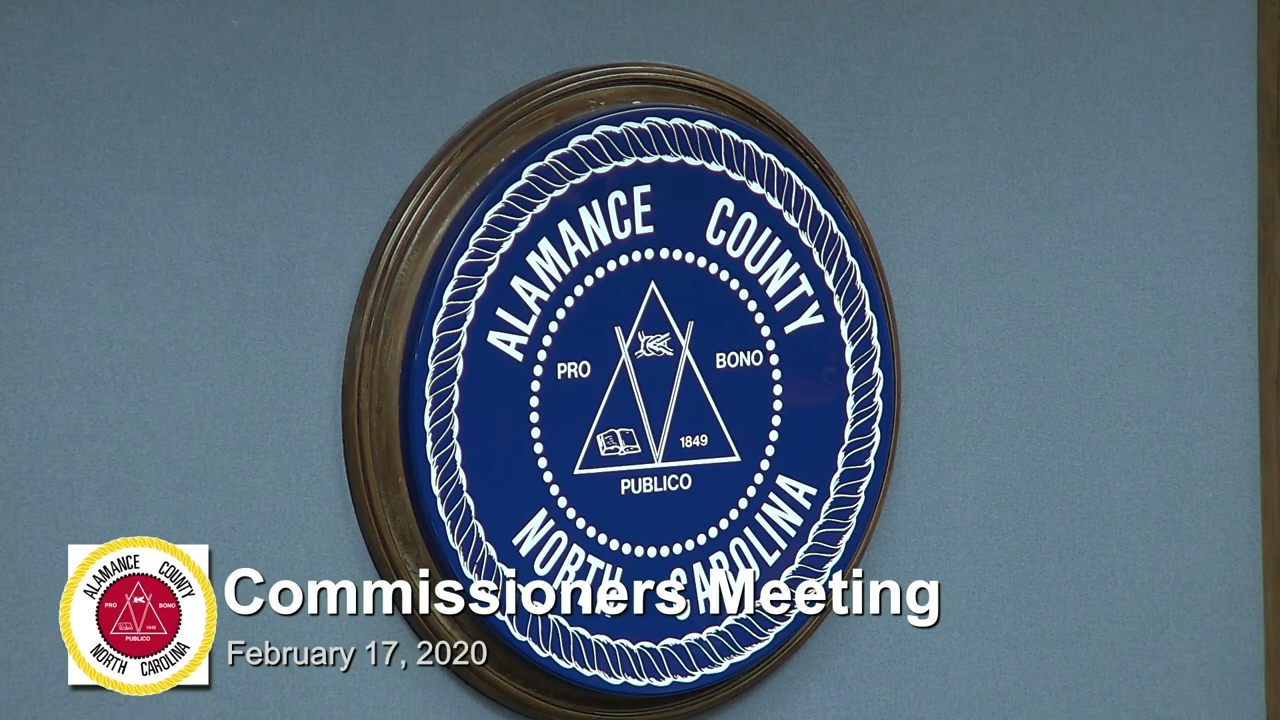 ALAMANCE COUNTY
PRO BONO
1849
PUBLICO
NORTH CAROLINA
ALAMANCE COUNTY
PRO BONO
1849
PUBLICO
NORTH CAROLINA
Commissioners Meeting
February 17, 2020